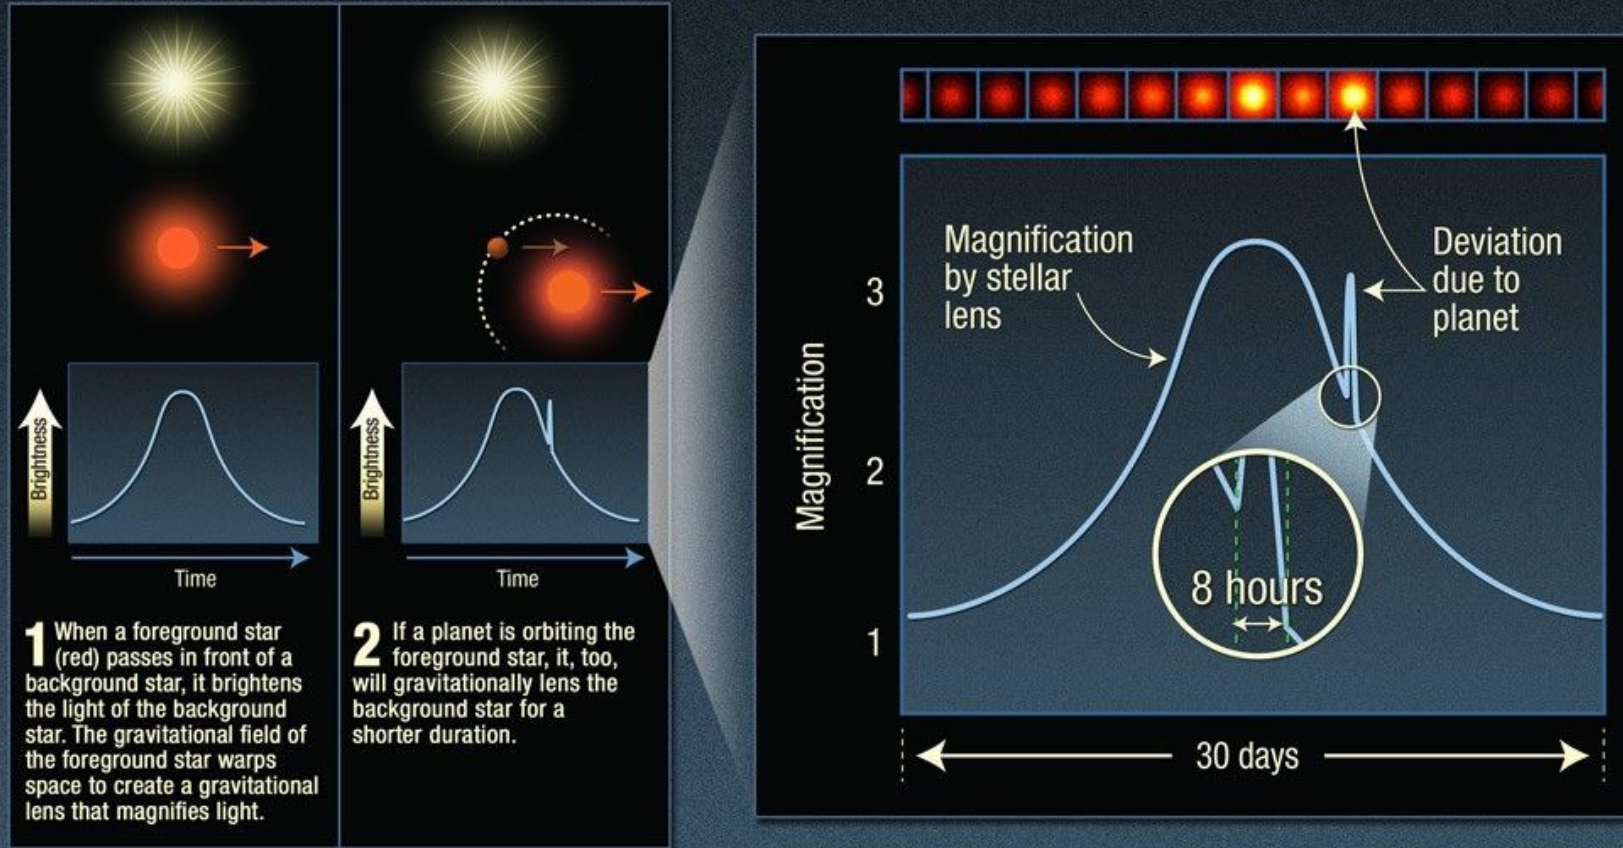 Brightness
Time
1 When a foreground star
(red) passes in front of a
background star, it brightens
the light of the background
star. The gravitational field of
the foreground star warps
space to create a gravitational
lens that magnifies light.
Brightness
Time
2 If a planet is orbiting the
foreground star, it, too,
will gravitationally lens the
background star for a
shorter duration.
Magnification
3
2
1
Magnification
by stellar
lens
Deviation
due to
planet
8 hours
30 days